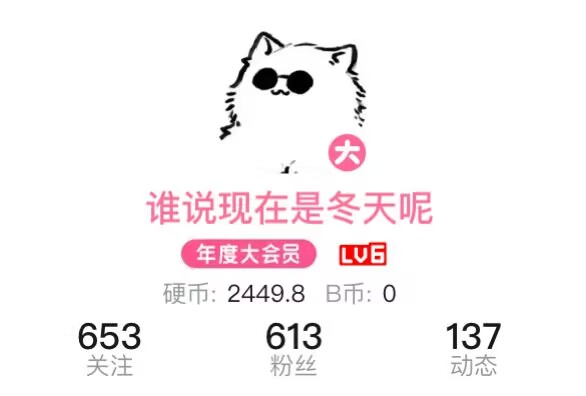 大
谁说现在是冬天呢
年度大会员 LV6
硬币: 2449.8 B币: 0
653 613 137
关注 粉丝 动态